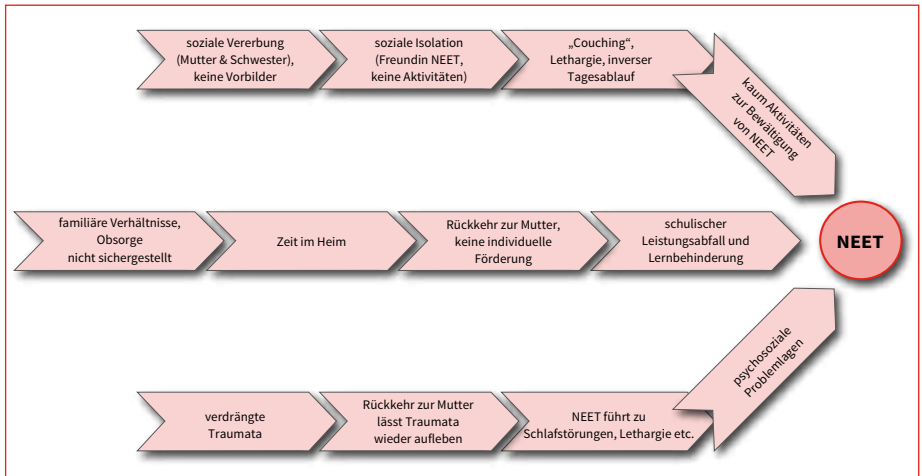 soziale Vererbung
(Mutter & Schwester),
keine Vorbilder
soziale Isolation
(Freundin NEET,
keine Aktivitäten)
„Couching“,
Lethargie, inverser
Tagesablauf
kaum Aktivitäten
zur Bewältigung
von NEET
familiäre Verhältnisse,
Obsorge
nicht sichergestellt
Zeit im Heim
Rückkehr zur Mutter,
keine individuelle
Förderung
schulischer
Leistungsabfall und
Lernbehinderung
NEET
verdrängte
Traumata
Rückkehr zur Mutter
lässt Traumata
wieder aufleben
NEET führt zu
Schlafstörungen, Lethargie etc.
psychosoziale
Problemlagen